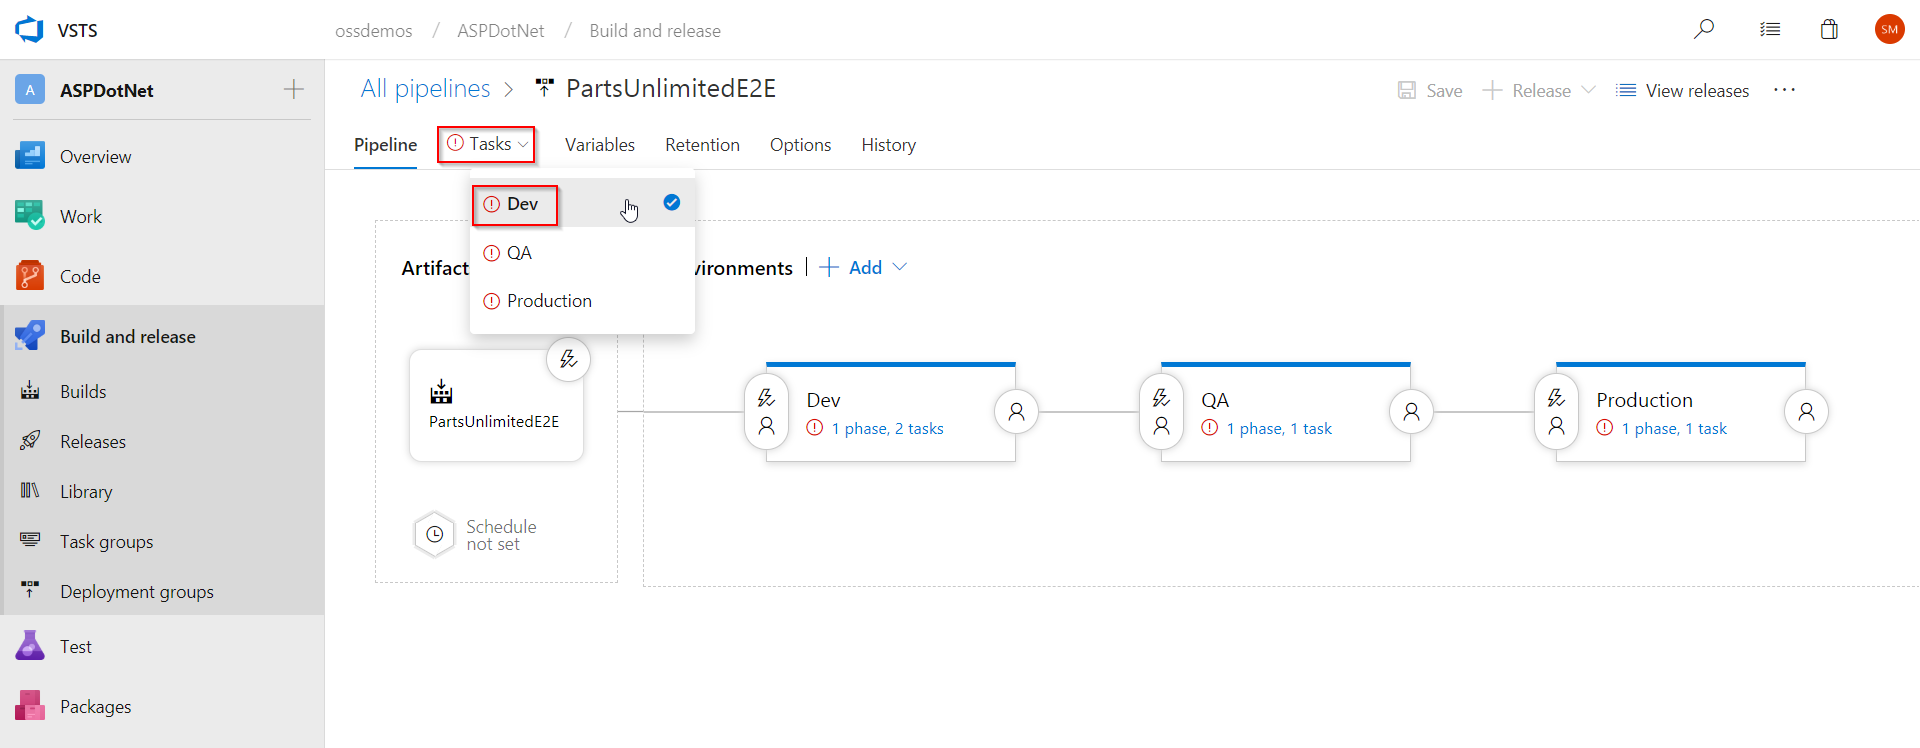 VSTS
ossdemos / ASPDotNet / Build and release
SM
A ASPDotNet
Overview
Work
Code
Build and release
Builds
Releases
Library
Task groups
Deployment groups
Test
Packages
All pipelines > PartsUnlimitedE2E
Save
Release
View releases
...
Pipeline
Tasks
Variables
Retention
Options
History
Dev
QA
Production
Artifact
vironments | + Add
PartsUnlimitedE2E
Schedule
not set
Dev
1 phase, 2 tasks
QA
1 phase, 1 task
Production
1 phase, 1 task